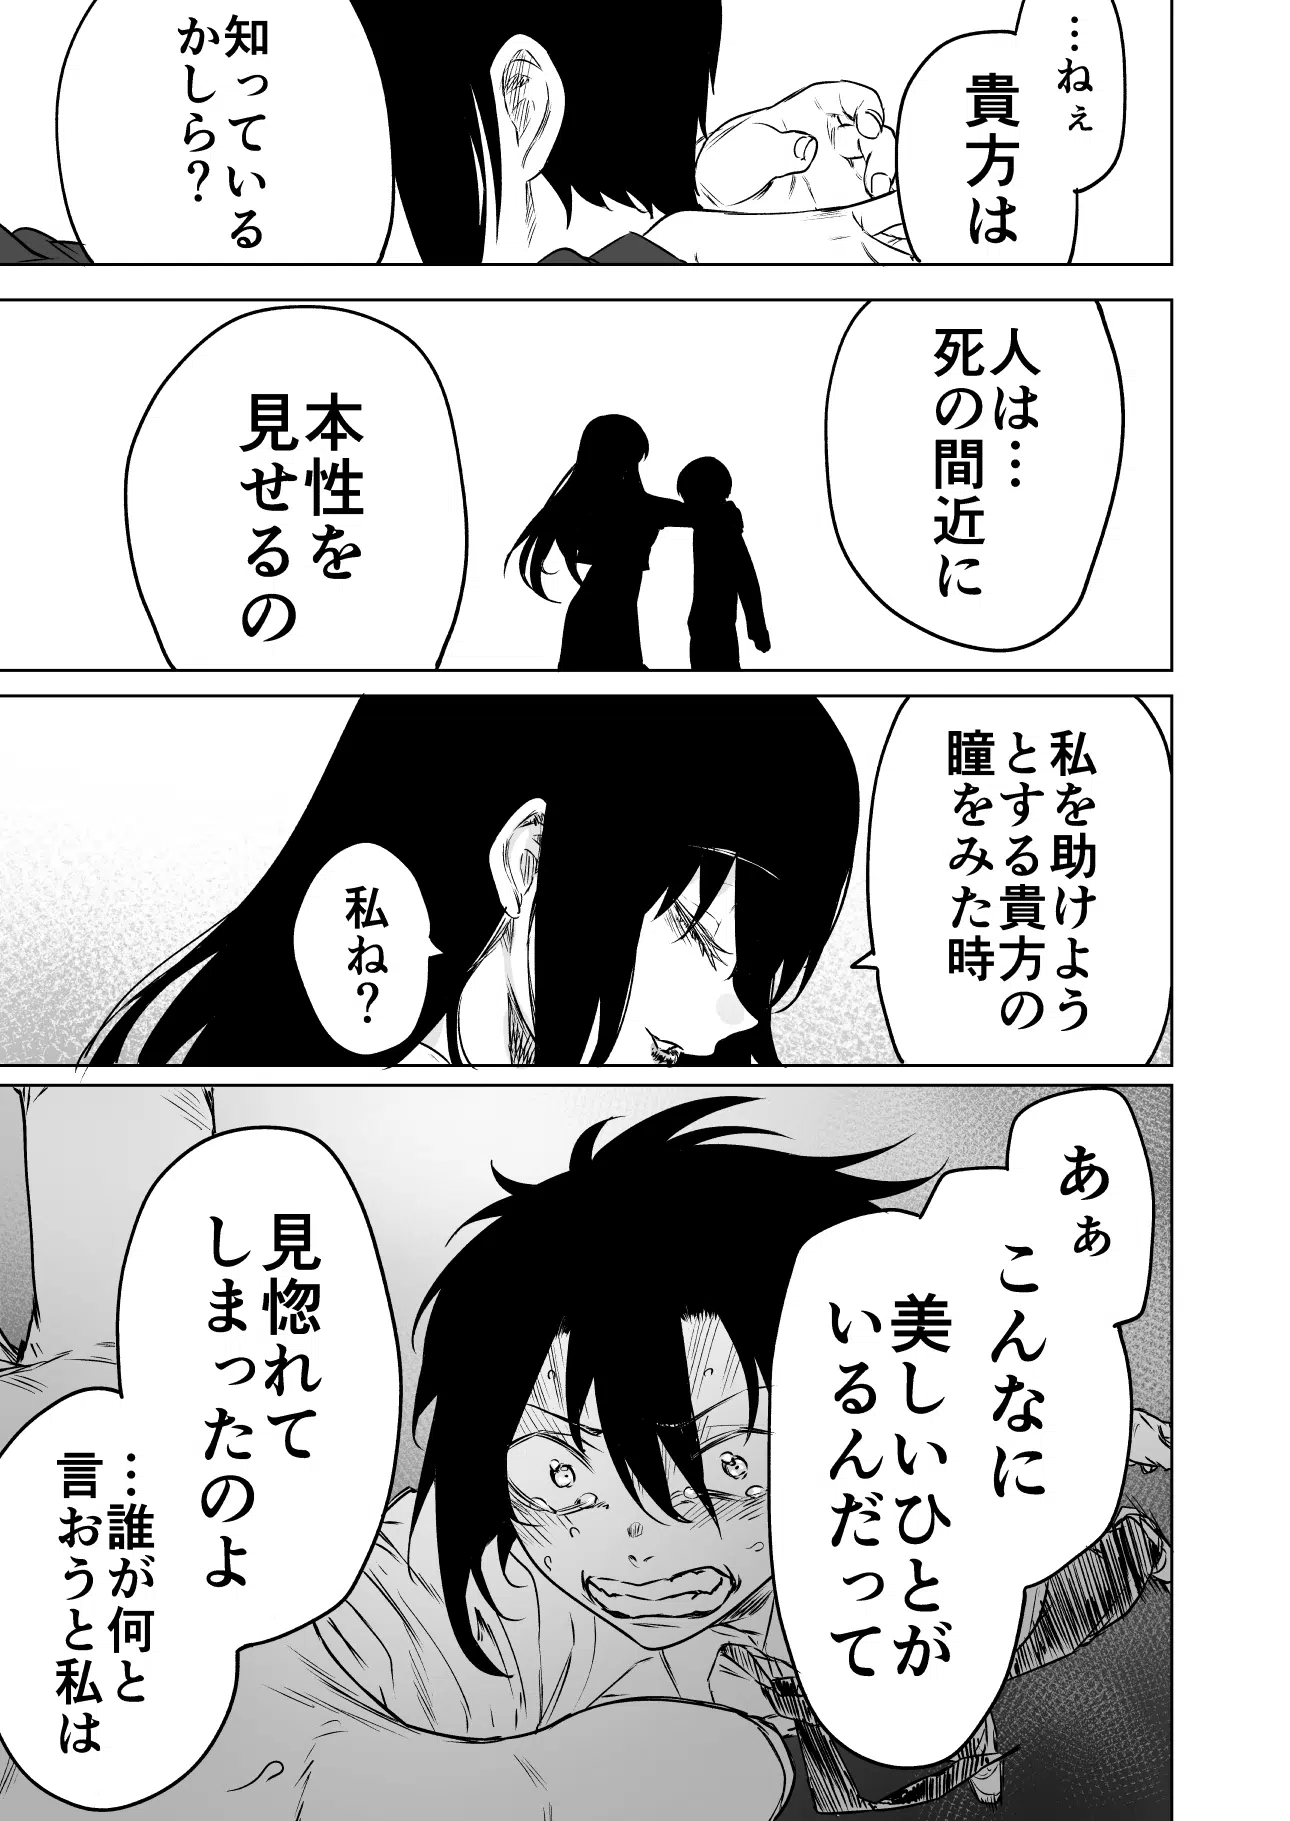 …ねぇ
貴方は
知っている
かしら？
人は…
死の間近に
本性を
見せるの
私を助けよう
とする貴方の
瞳をみた時
私ね？
あぁ
こんなに
美しいひとが
いるんだって
見惚れて
しまったのよ
…誰が何と
言おうと私は